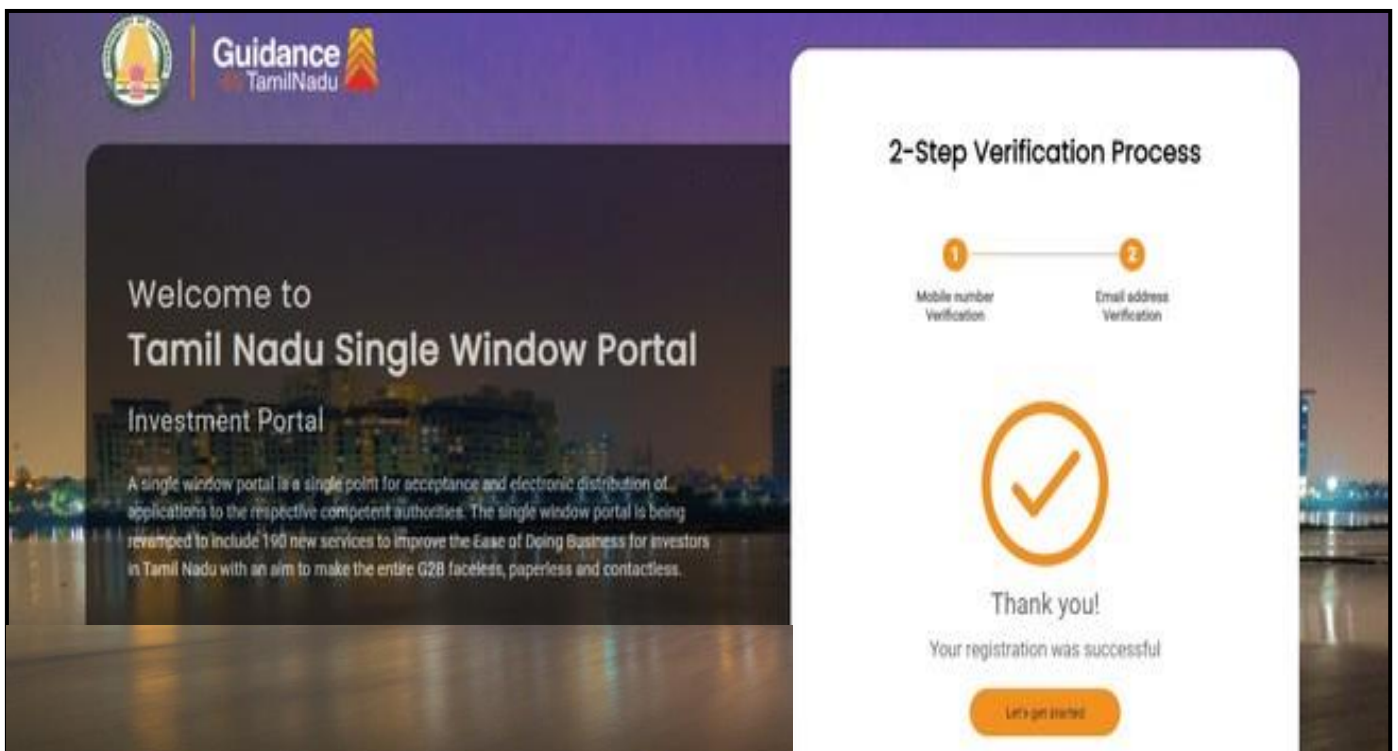 Guidance
TamilNadu
Welcome to
Tamil Nadu Single Window Portal
Investment Portal
A single window portal is a single point for acceptance and electronic distribution of
applications to the respective competent authorities. The single window portal is being
revamped to include 190 new services to improve the Ease of Doing Business for investors
in Tamil Nadu with an aim to make the entire G2B faceless, paperless and contactless.
2-Step Verification Process
1
2
Mobile number
Verification
Email address
Verification
Thank you!
Your registration was successful
Let's get started